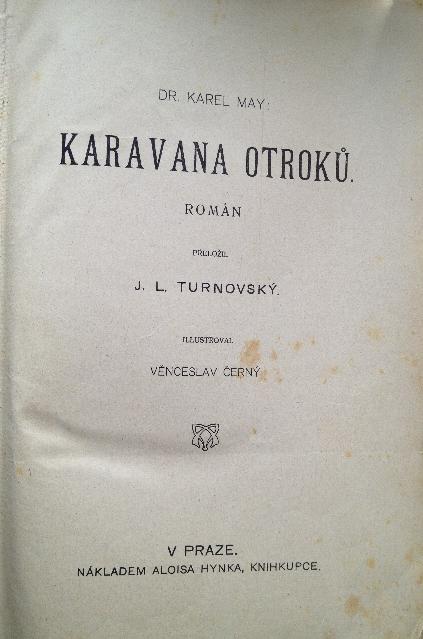 DR. KAREL MAY:
KARAVANA OTROKŮ.
ROMÁN
PŘELOŽIL
J. L. TURNOVSKÝ.
ILLUSTROVAL
VĚNCESLAV ČERNÝ
V PRAZE.
NÁKLADEM ALOISA HYNKA, KNIHKUPCE.